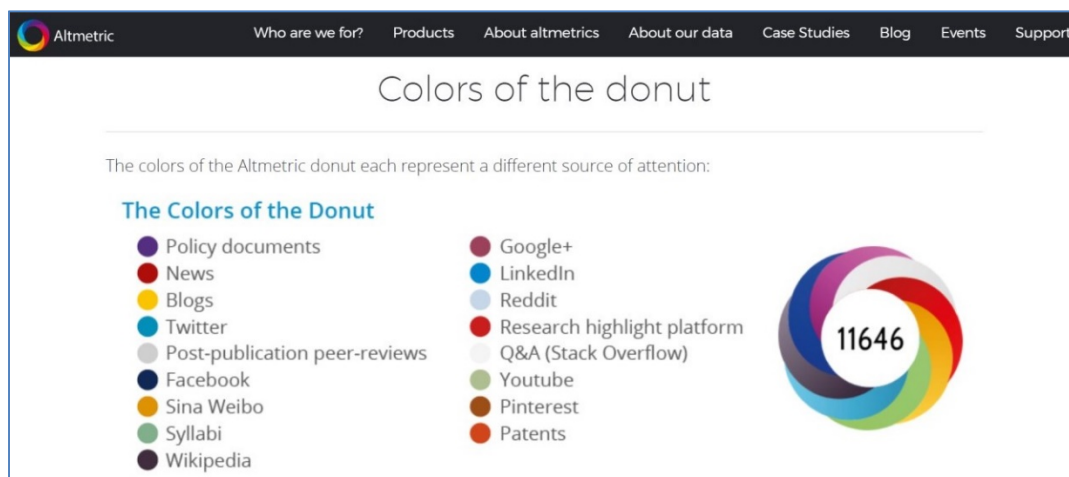 Altmetric Who are we for? Products About altmetrics About our data Case Studies Blog Events Support
Colors of the donut
The colors of the Altmetric donut each represent a different source of attention:
The Colors of the Donut
Policy documents
News
Blogs
Twitter
Post-publication peer-reviews
Facebook
Sina Weibo
Syllabi
Wikipedia
Google+
LinkedIn
Reddit
Research highlight platform
Q&A (Stack Overflow)
Youtube
Pinterest
Patents
11646